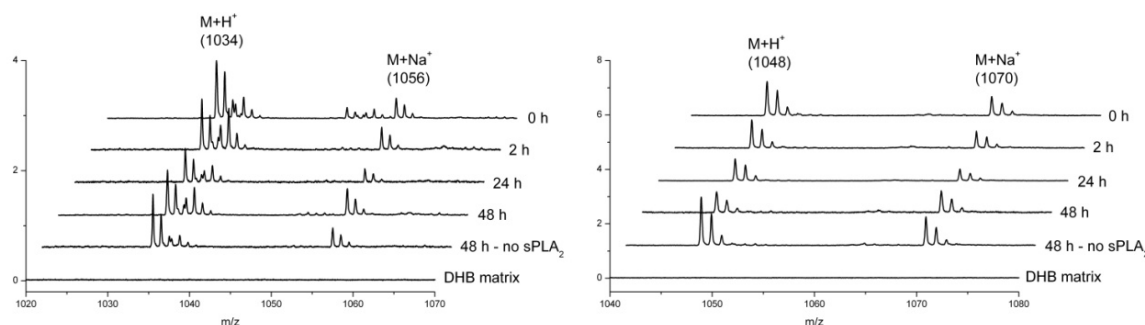 M+H⁺
(1034)
M+Na⁺
(1056)
4
2
0
0 h
2 h
24 h
48 h
48 h - no sPLA₂
DHB matrix
1020 1030 1040 1050 1060 1070
m/z
M+H⁺
(1048)
M+Na⁺
(1070)
8
6
4
2
0
0 h
2 h
24 h
48 h
48 h - no sPLA₂
DHB matrix
1040 1050 1060 1070 1080
m/z